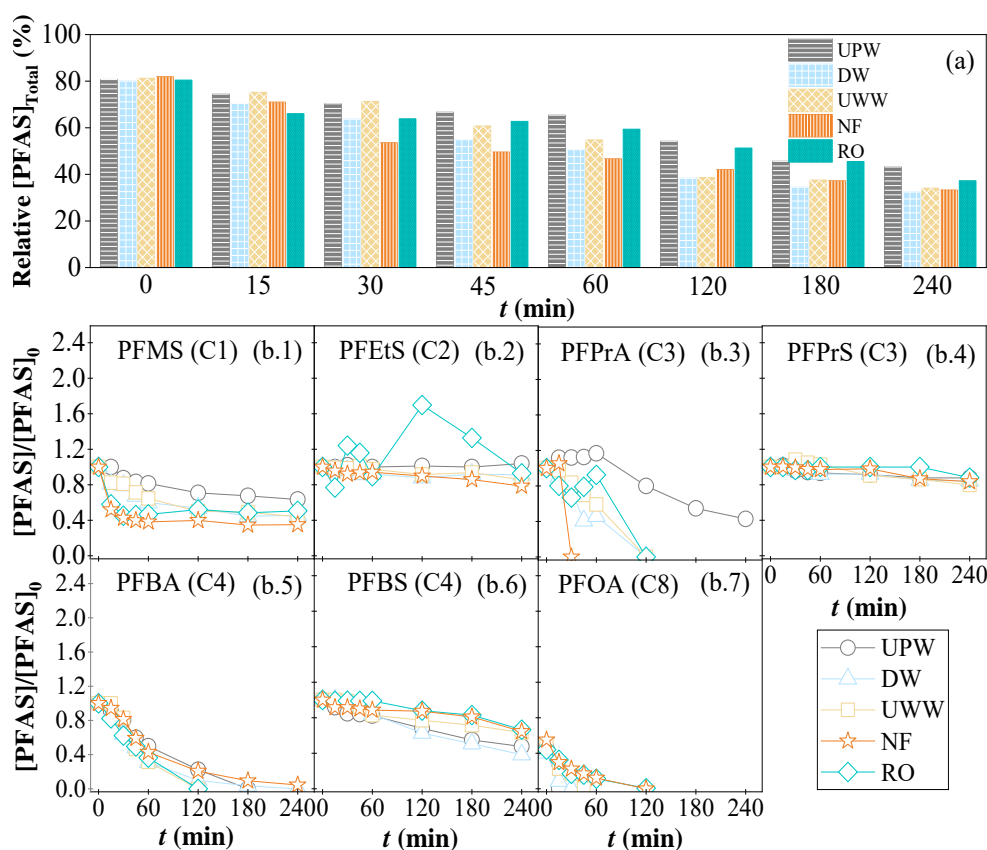 Relative [PFAS]Total (%)
100
80
60
40
20
0
(a)
UPW
DW
UWW
NF
RO
0 15 30 45 60 120 180 240
t (min)
[PFAS]/[PFAS]0
2.4
2.0
1.6
1.2
0.8
0.4
0.0
PFMS (C1) (b.1)
PFEtS (C2) (b.2)
PFPrA (C3) (b.3)
PFPrS (C3) (b.4)
0 60 120 180 240
t (min)
[PFAS]/[PFAS]0
2.4
2.0
1.6
1.2
0.8
0.4
0.0
PFBA (C4) (b.5)
PFBS (C4) (b.6)
PFOA (C8) (b.7)
0 60 120 180 240
0 60 120 180 240
0 60 120 180 240
t (min)
t (min)
t (min)
UPW
DW
UWW
NF
RO